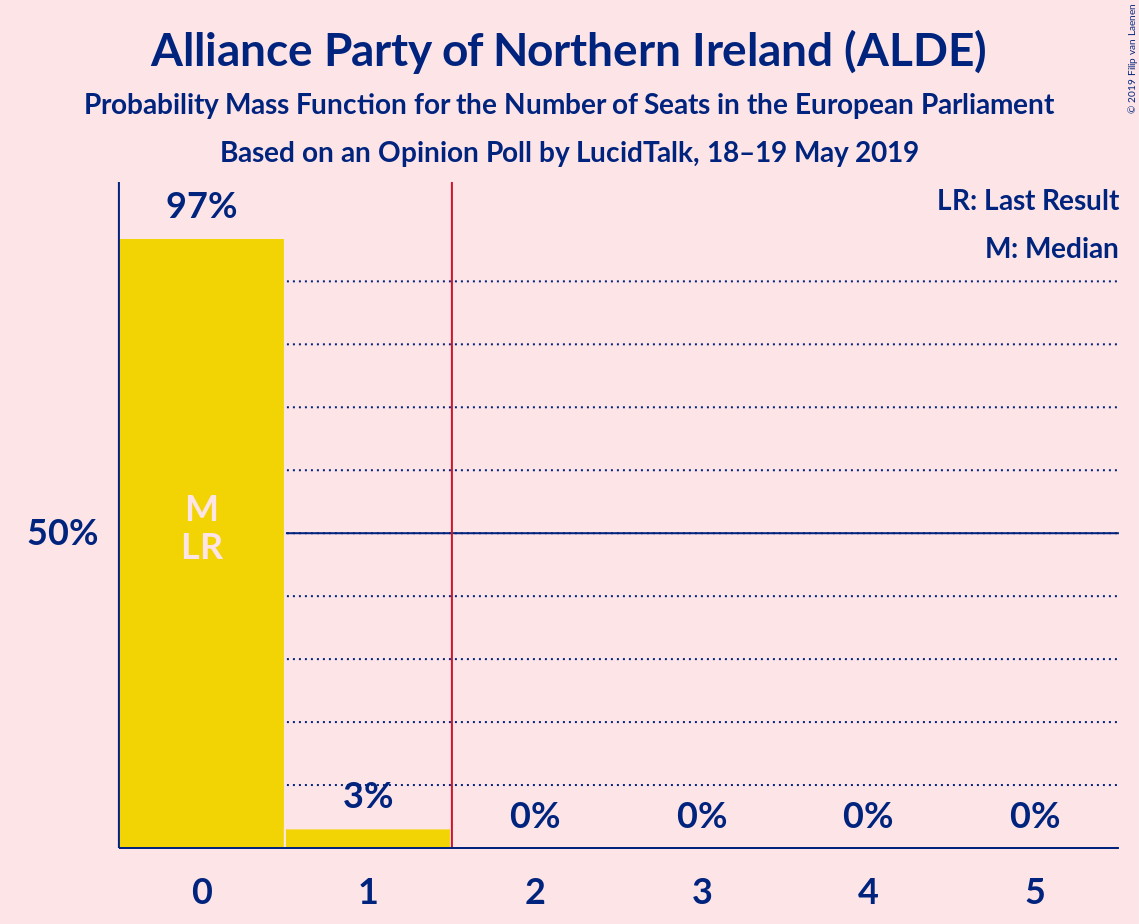 Alliance Party of Northern Ireland (ALDE)
Probability Mass Function for the Number of Seats in the European Parliament
Based on an Opinion Poll by LucidTalk, 18–19 May 2019
© 2019 Filip van Laenen
LR: Last Result
M: Median
97%
M
LR
50%
3%
0%
0%
0%
0%
0
1
2
3
4
5